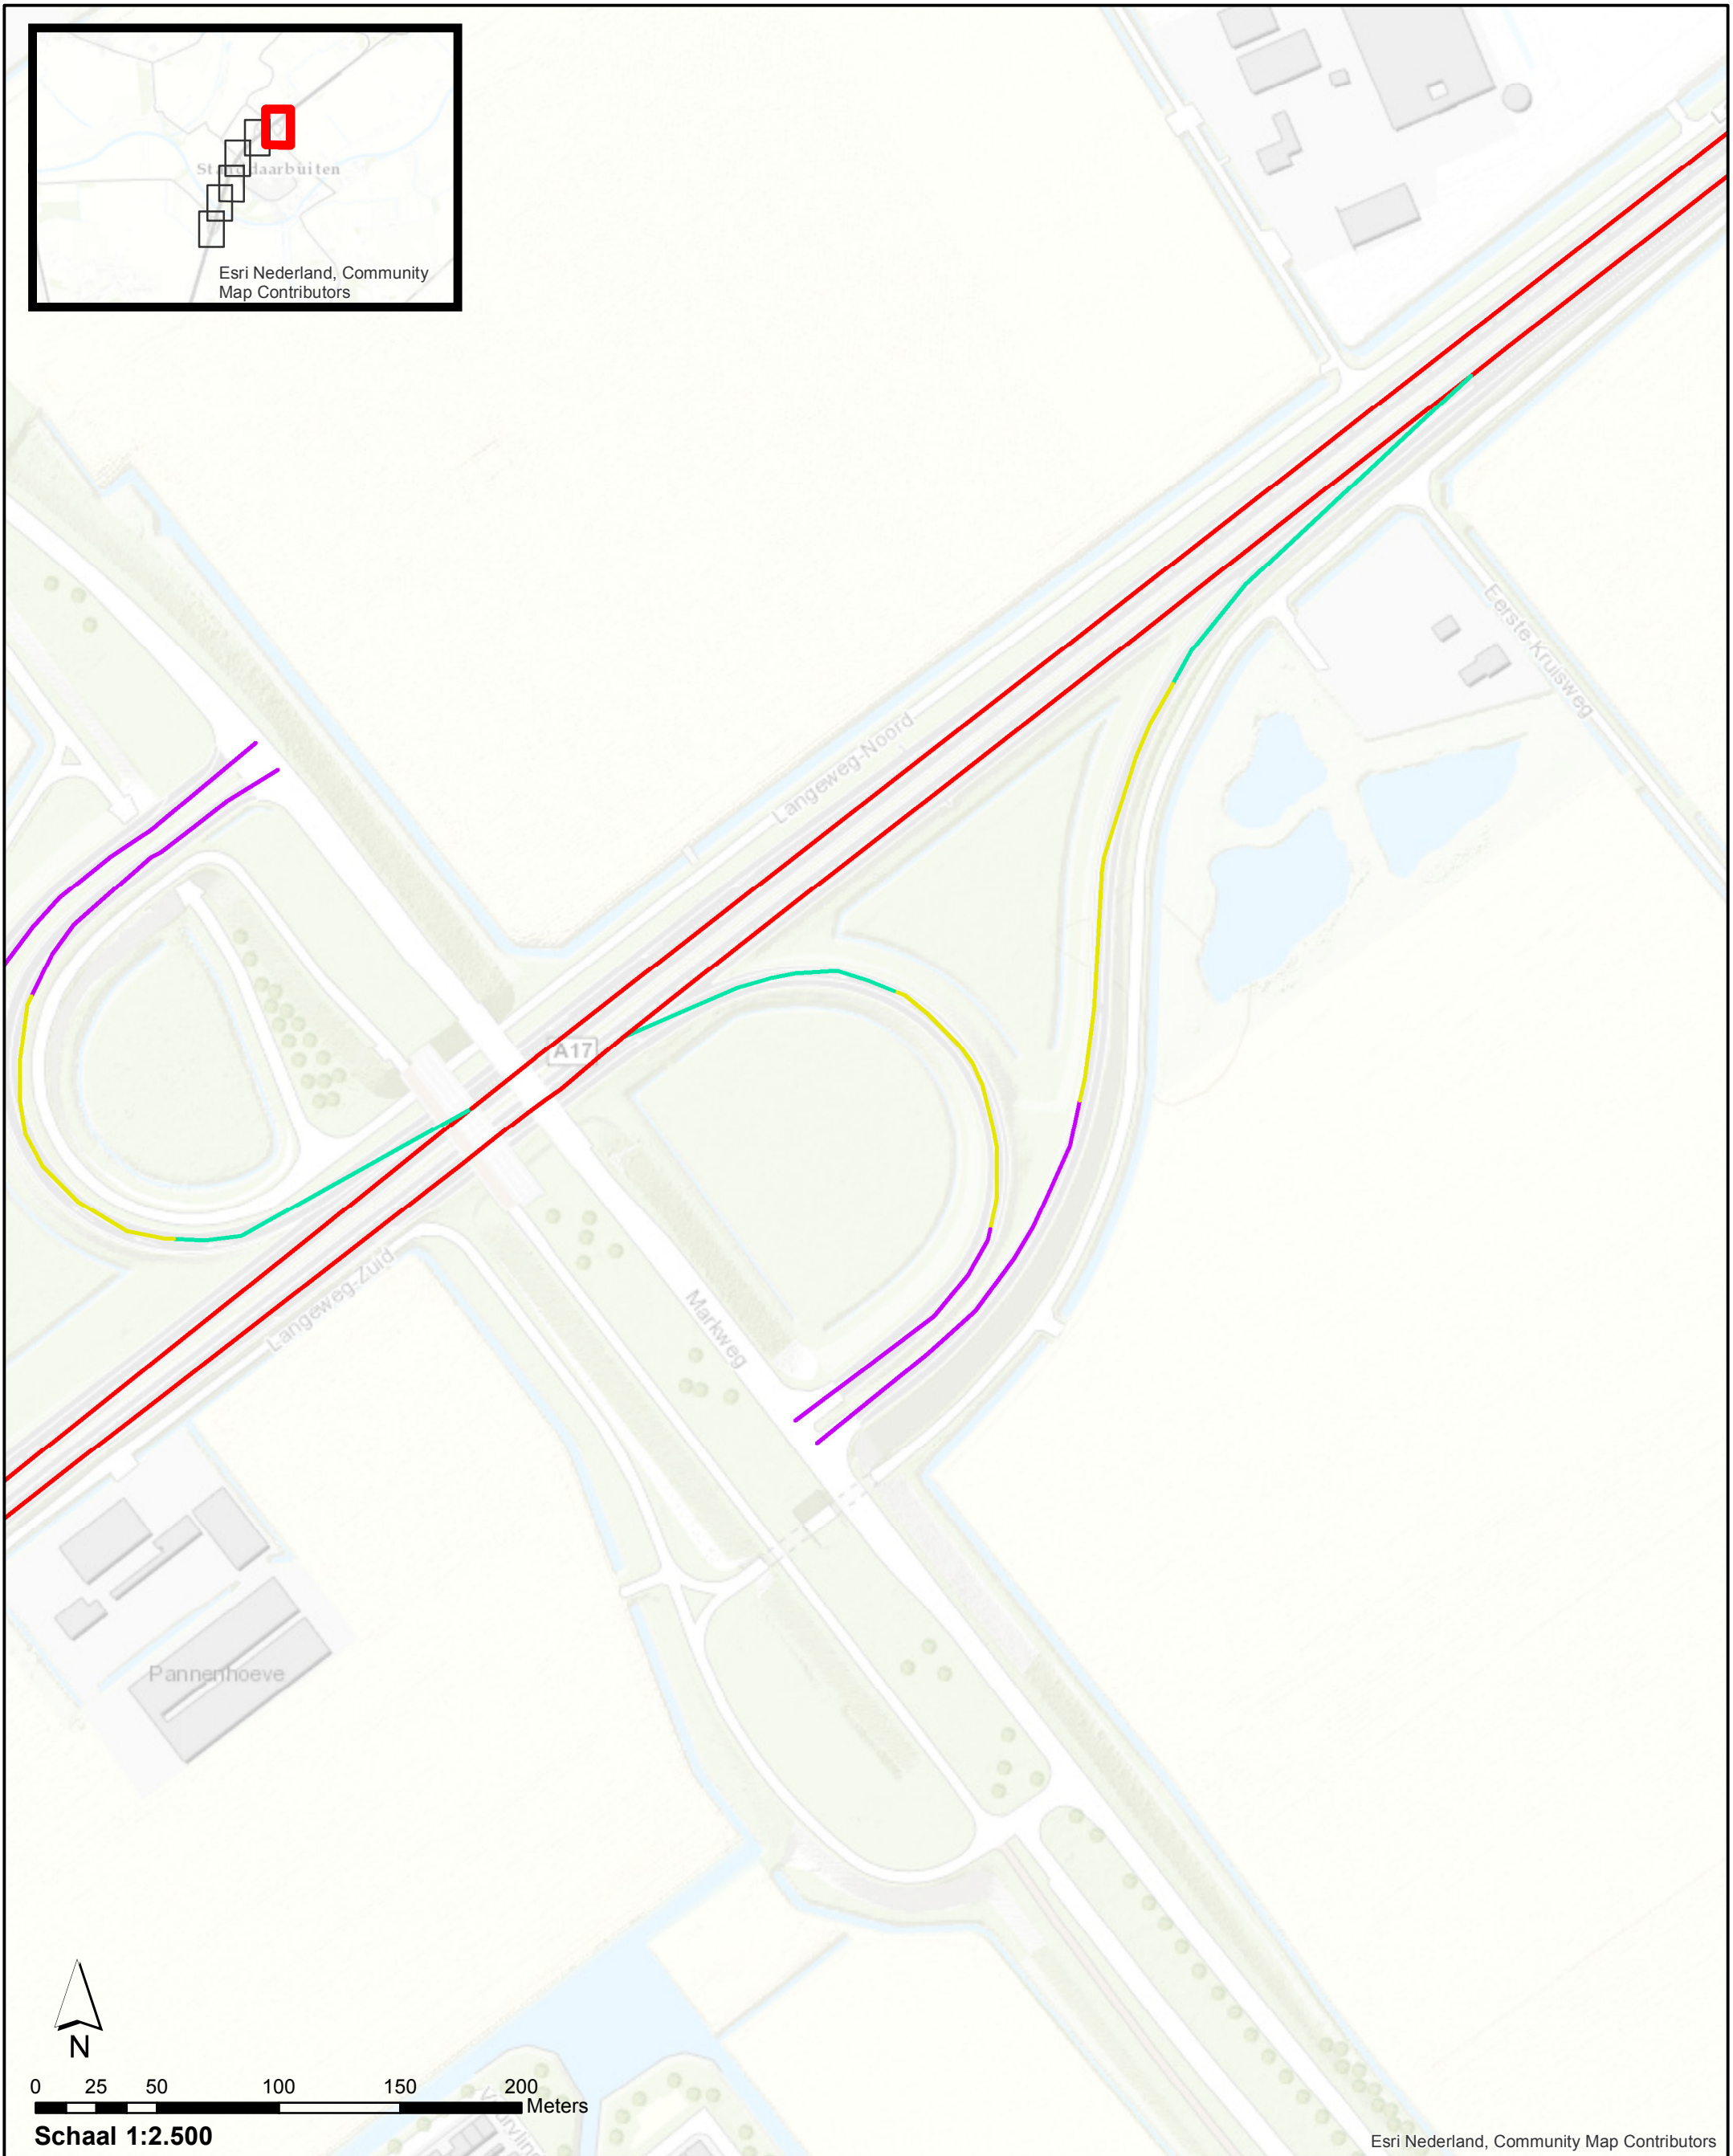 Standdaarbuiten
Esri Nederland, Community
Map Contributors
Eerste Kruisweg
Langeweg-Noord
A17
Langeweg-Zuid
Markweg
Pannenhoeve
N
0 25 50 100 150 200
Meters
Schaal 1:2.500
Esri Nederland, Community Map Contributors